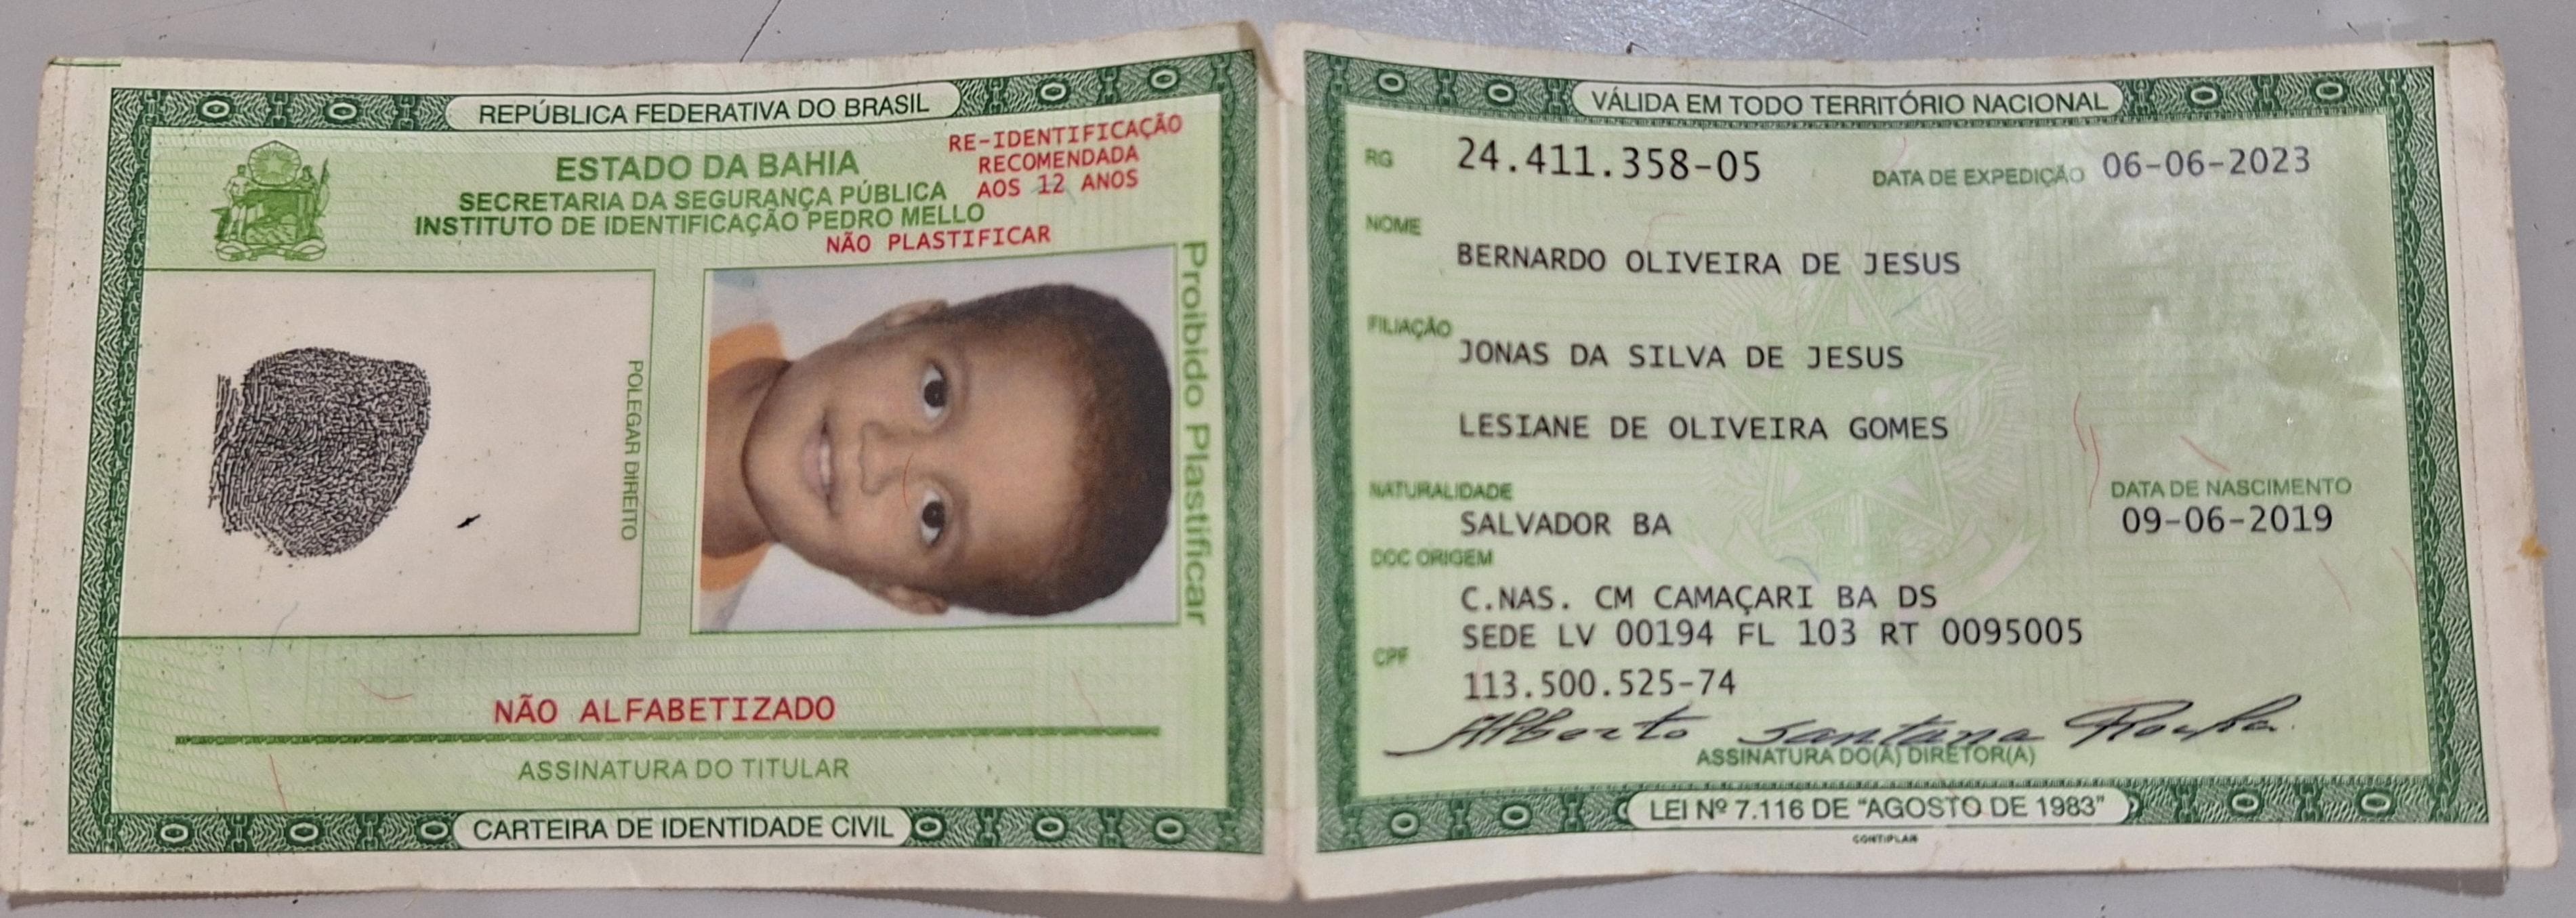 REPÚBLICA FEDERATIVA DO BRASIL
ESTADO DA BAHIA
SECRETARIA DA SEGURANÇA PÚBLICA
INSTITUTO DE IDENTIFICAÇÃO PEDRO MELLO
RE-IDENTIFICAÇÃO
RECOMENDADA
AOS 12 ANOS
NÃO PLASTIFICAR
POLEGAR DIREITO
Proibido Plastificar
NÃO ALFABETIZADO
ASSINATURA DO TITULAR
CARTEIRA DE IDENTIDADE CIVIL
VÁLIDA EM TODO TERRITÓRIO NACIONAL
RG 24.411.358-05 DATA DE EXPEDIÇÃO 06-06-2023
NOME
BERNARDO OLIVEIRA DE JESUS
FILIAÇÃO
JONAS DA SILVA DE JESUS
LESIANE DE OLIVEIRA GOMES
NATURALIDADE DATA DE NASCIMENTO
SALVADOR BA 09-06-2019
DOC ORIGEM
C.NAS. CM CAMAÇARI BA DS
SEDE LV 00194 FL 103 RT 0095005
CPF
113.500.525-74
Alberto Santana Rocha
ASSINATURA DO(A) DIRETOR(A)
LEI Nº 7.116 DE "AGOSTO DE 1983"
CONTIPLAN